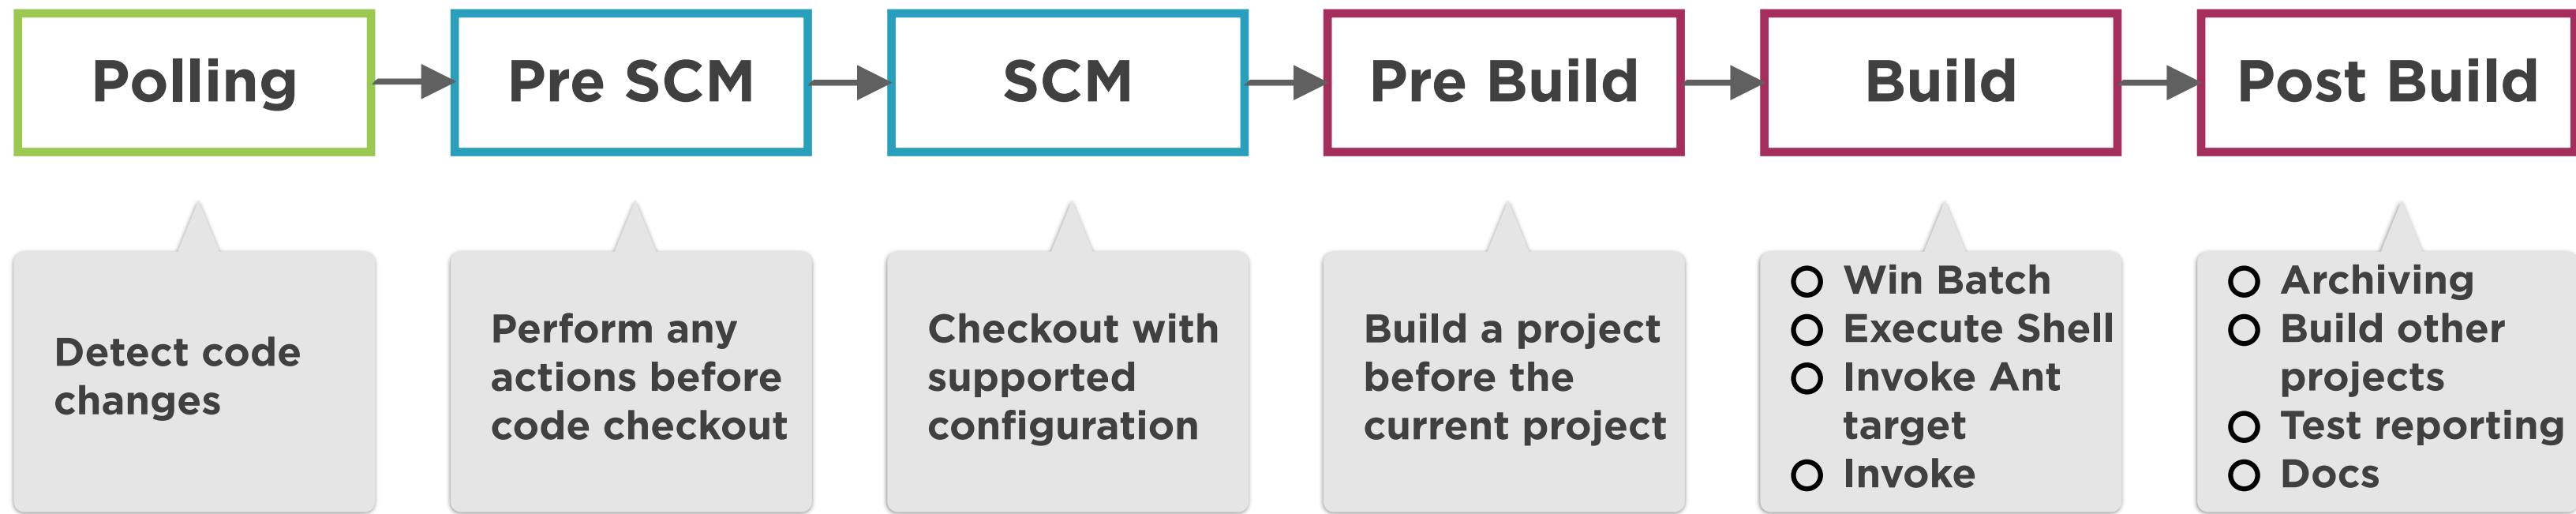 Polling
Pre SCM
SCM
Pre Build
Build
Post Build
Detect code
changes
Perform any
actions before
code checkout
Checkout with
supported
configuration
Build a project
before the
current project
Win Batch
Execute Shell
Invoke Ant
target
Invoke
Archiving
Build other
projects
Test reporting
Docs